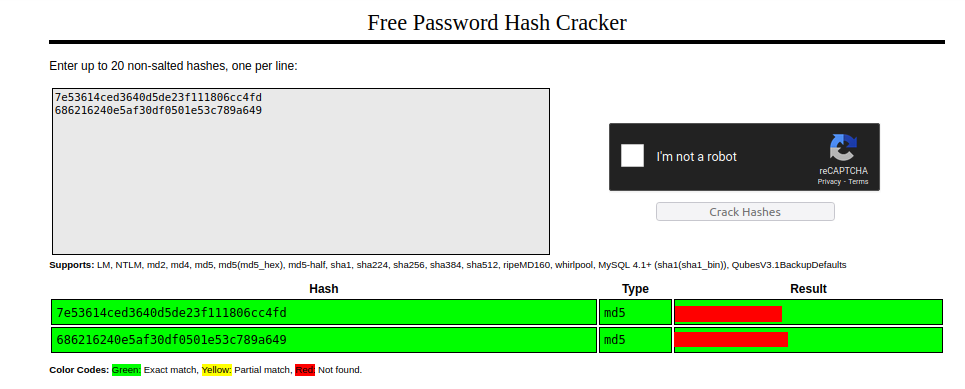 Free Password Hash Cracker
Enter up to 20 non-salted hashes, one per line:
7e53614ced3640d5de23f111806cc4fd
686216240e5af30df0501e53c789a649
I'm not a robot
reCAPTCHA
Privacy - Terms
Crack Hashes
Supports: LM, NTLM, md2, md4, md5, md5(md5_hex), md5-half, sha1, sha224, sha256, sha384, sha512, ripeMD160, whirlpool, MySQL 4.1+ (sha1(sha1_bin)), QubesV3.1BackupDefaults
Hash Type Result
7e53614ced3640d5de23f111806cc4fd md5
686216240e5af30df0501e53c789a649 md5
Color Codes: Green: Exact match, Yellow: Partial match, Red: Not found.